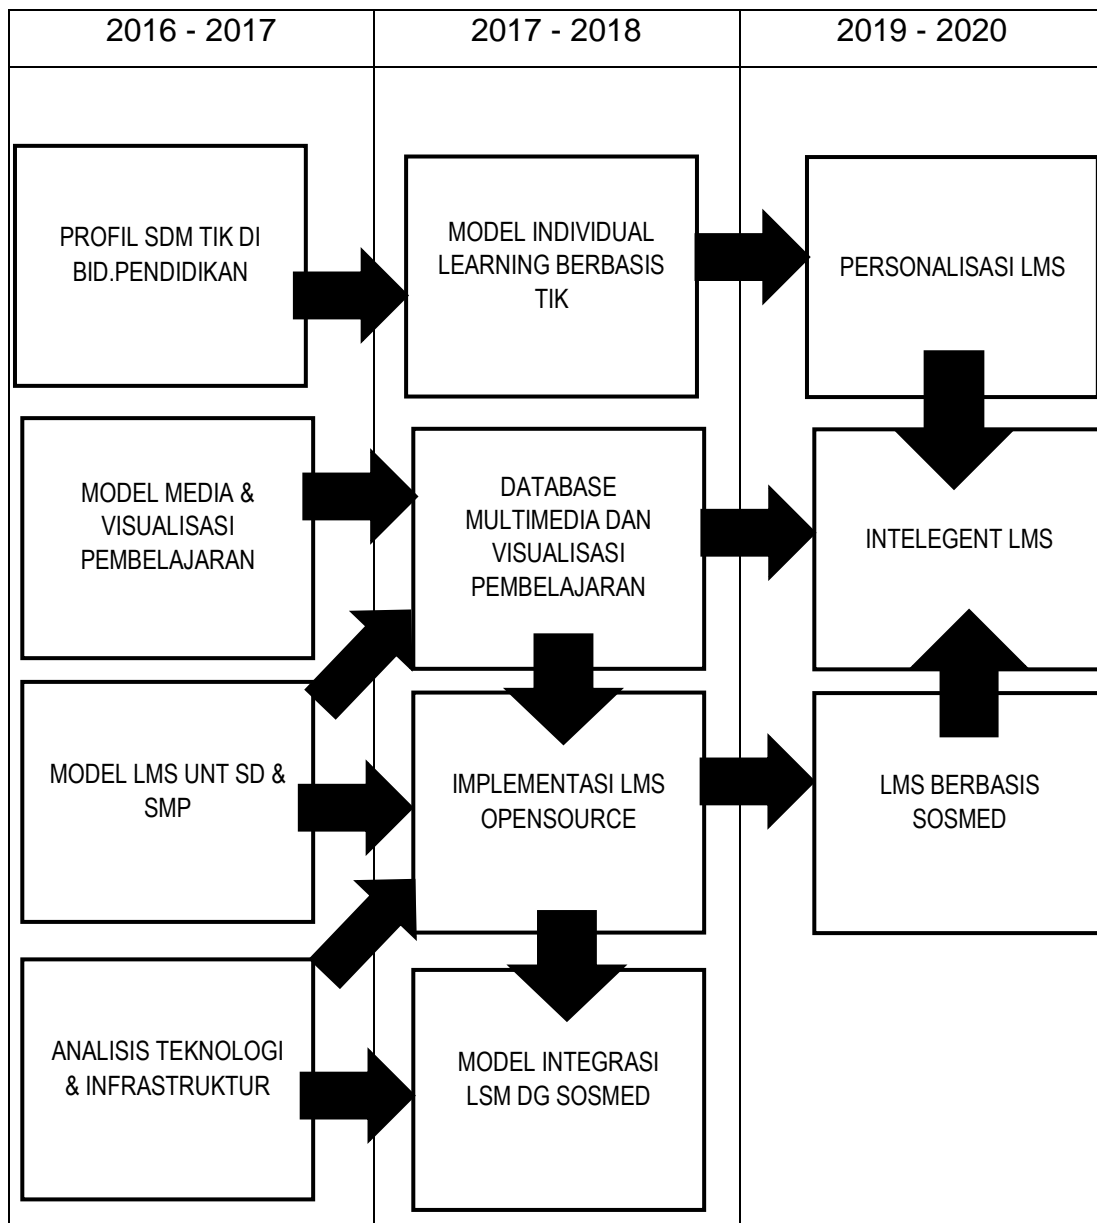 2016 - 2017
2017 - 2018
2019 - 2020
PROFIL SDM TIK DI
BID.PENDIDIKAN
MODEL INDIVIDUAL
LEARNING BERBASIS
TIK
PERSONALISASI LMS
MODEL MEDIA &
VISUALISASI
PEMBELAJARAN
DATABASE
MULTIMEDIA DAN
VISUALISASI
PEMBELAJARAN
INTELEGENT LMS
MODEL LMS UNT SD &
SMP
IMPLEMENTASI LMS
OPENSOURCE
LMS BERBASIS
SOSMED
ANALISIS TEKNOLOGI
& INFRASTRUKTUR
MODEL INTEGRASI
LSM DG SOSMED